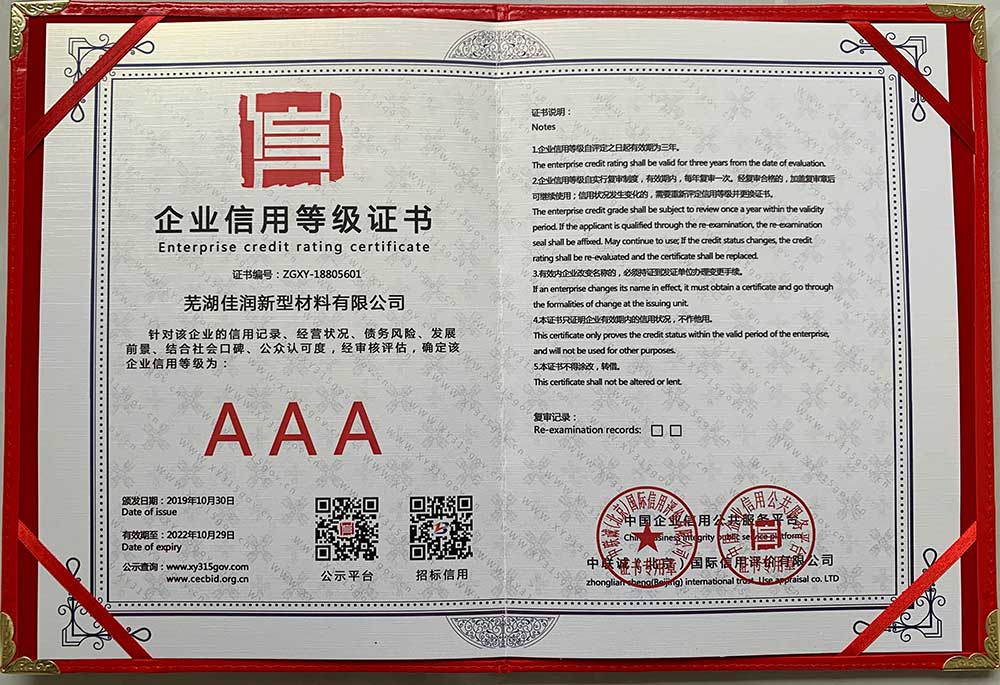 企业信用等级证书
Enterprise credit rating certificate
证书编号：ZGXY-18805601
芜湖佳润新型材料有限公司
针对该企业的信用记录、经营状况、债务风险、发展
前景、结合社会口碑、公众认可度，经审核评估，确定该
企业信用等级为：
AAA
颁发日期：2019年10月30日
Date of issue
有效期至：2022年10月29日
Date of expiry
公示查询：www.xy315gov.com
www.cecbid.org.cn
公示平台
招标信用
证书说明：
Notes
1.企业信用等级自评定之日起有效期为三年。
The enterprise credit rating shall be valid for three years from the date of evaluation.
2.企业信用等级自实行复审制度，有效期内，每年复审一次。经复审合格的，加盖复审章后
可继续使用；信用状况发生变化的，需要重新评定信用等级并更换证书。
The enterprise credit grade shall be subject to review once a year within the validity
period. If the applicant is qualified through the re-examination, the re-examination
seal shall be affixed. May continue to use; If the credit status changes, the credit
rating shall be re-evaluated and the certificate shall be replaced.
3.有效内企业改变名称的，必须持证到发证单位办理变更手续。
If an enterprise changes its name in effect, it must obtain a certificate and go through
the formalities of change at the issuing unit.
4.本证书只证明企业有效期内的信用状况，不作他用。
This certificate only proves the credit status within the valid period of the enterprise,
and will not be used for other purposes.
5.本证书不得涂改，转借。
This certificate shall not be altered or lent.
复审记录：
Re-examination records:
中国企业信用公共服务平台
China business integrity public service platform
中联诚（北京）国际信用评价有限公司
zhonglian sheng(Beijing) international trust Use appraisal co. LTD
证书专用章